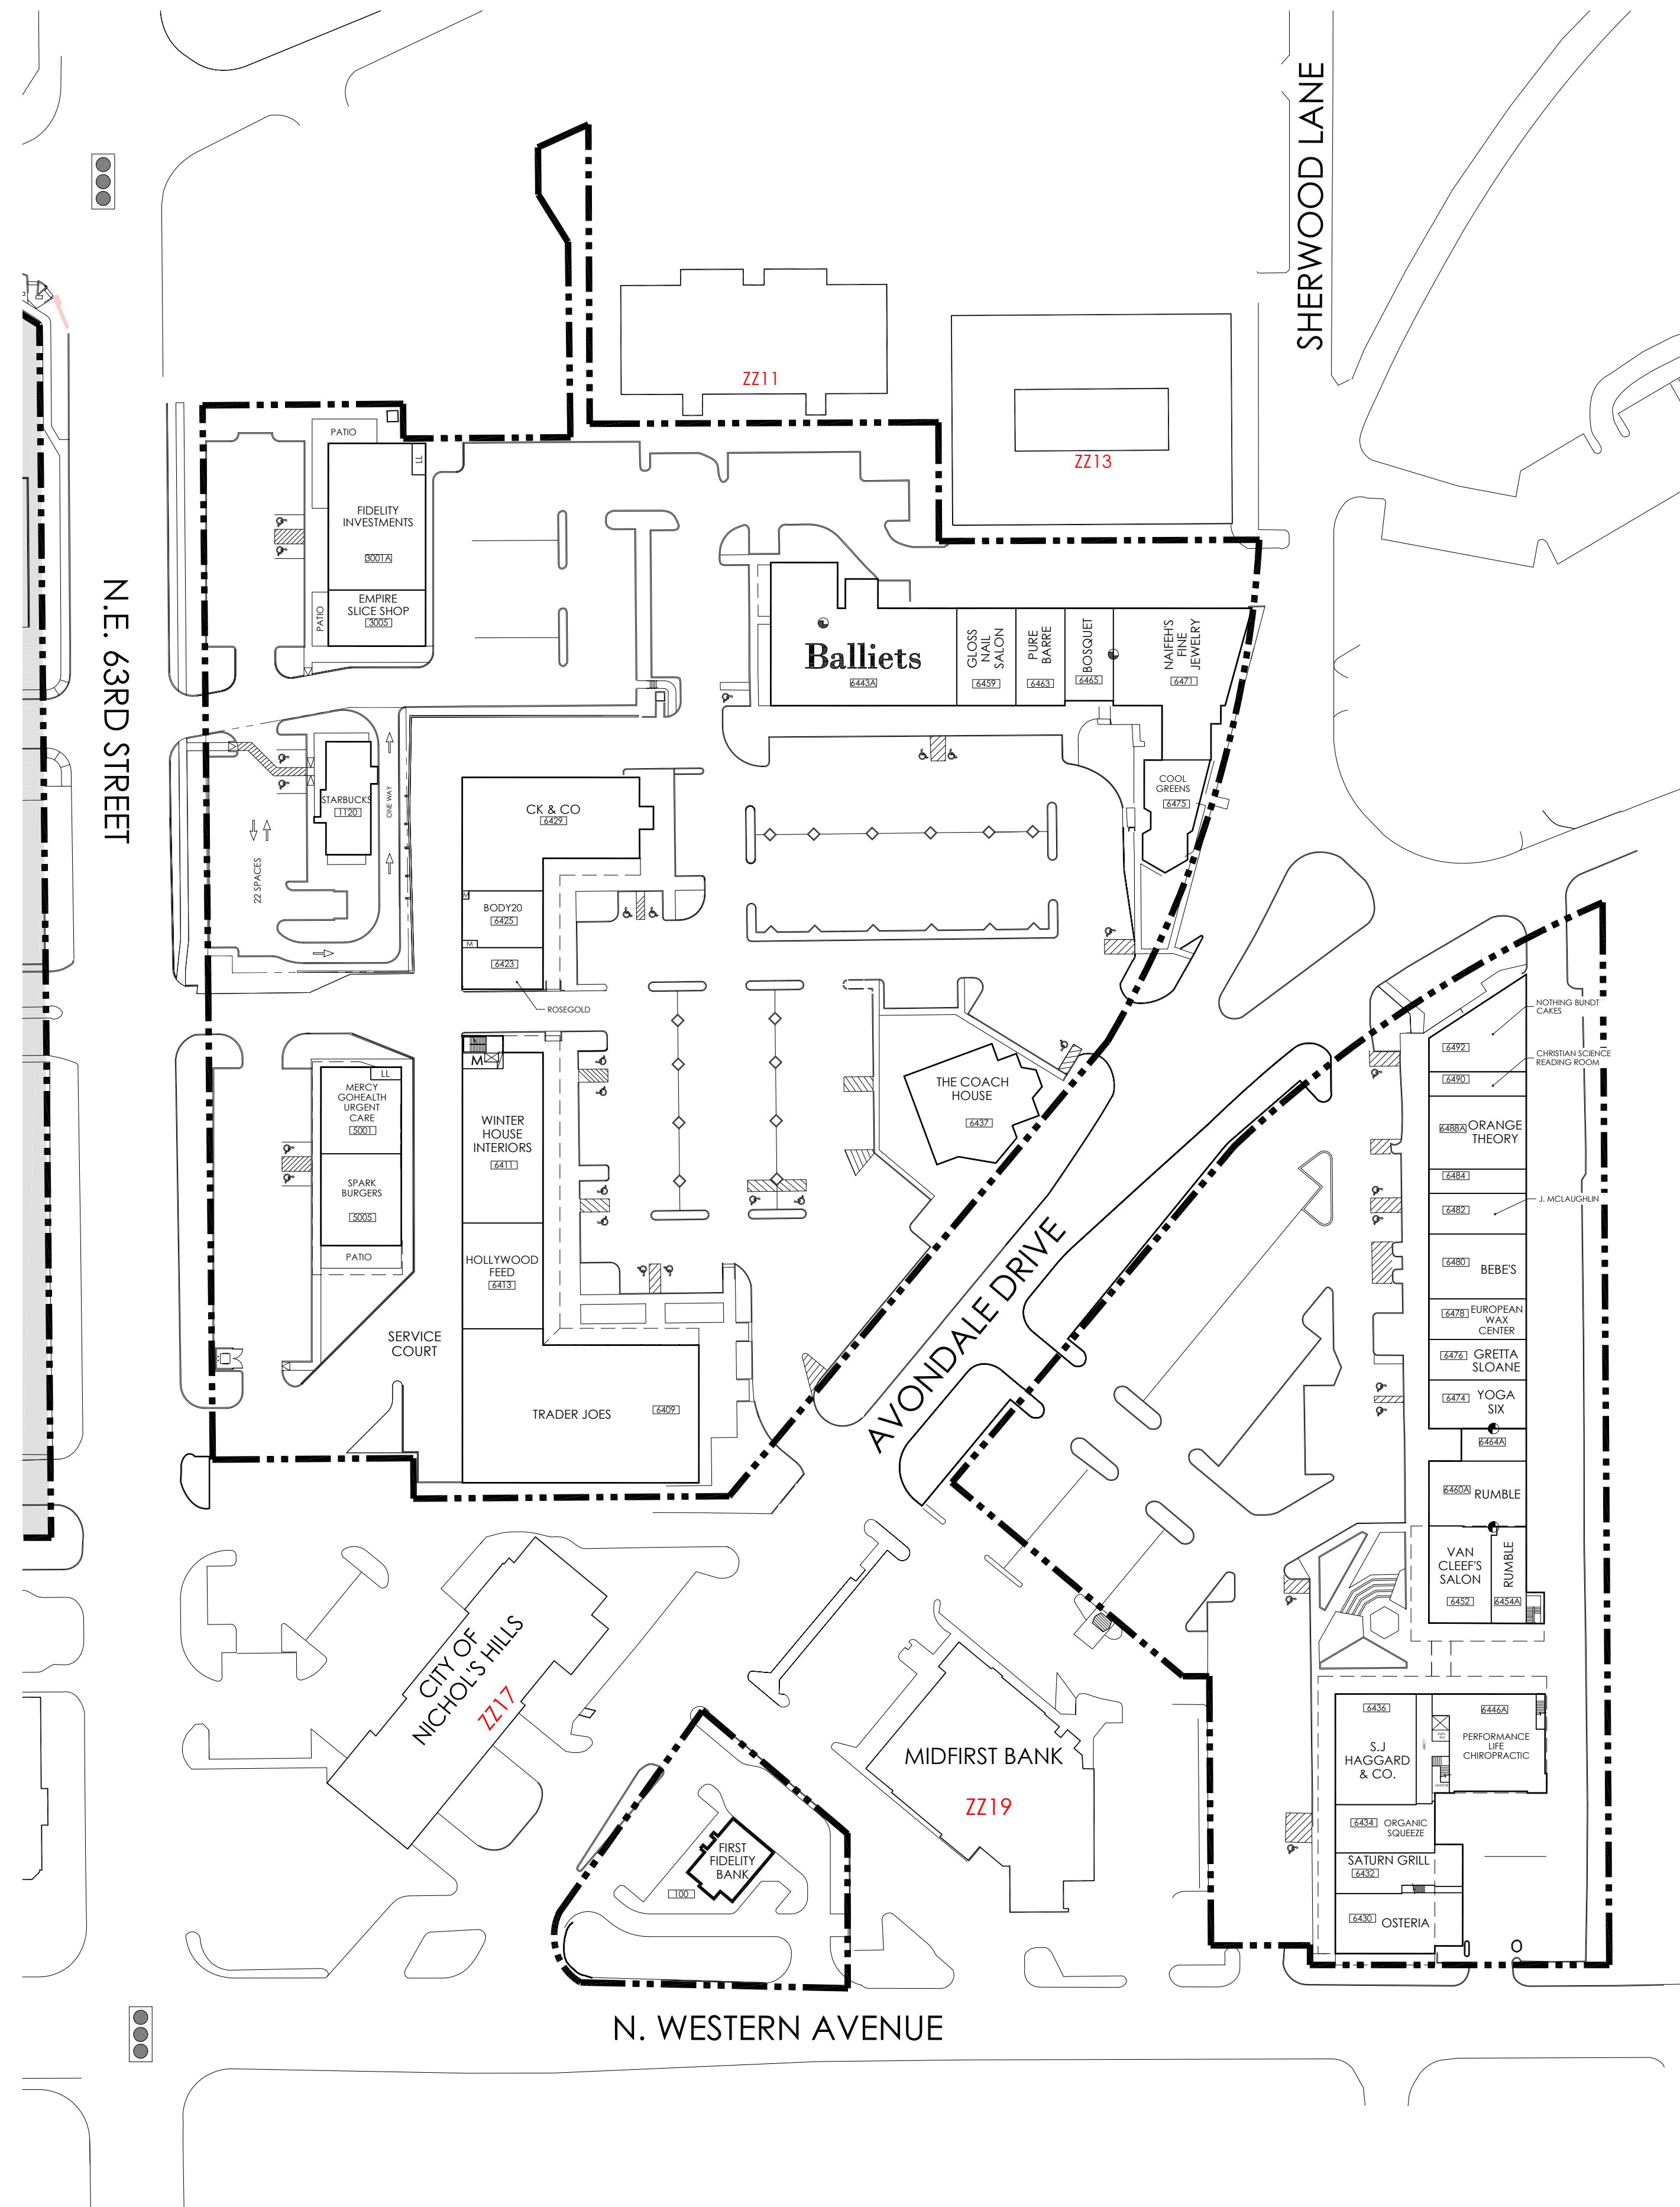 SHERWOOD LANE
ZZ11
ZZ13
PATIO
LL
FIDELITY
INVESTMENTS
3001A
EMPIRE
SLICE SHOP
3005
PATIO
N.E. 63RD STREET
Balliets
6443A
GLOSS
NAIL
SALON
6459
PURE
BARRE
6463
BOSQUET
6465
NAIFEH'S
FINE
JEWELRY
6471
COOL
GREENS
6475
STARBUCKS
1120
ONE WAY
22 SPACES
CK & CO
6429
M
BODY20
6425
M
6423
ROSEGOLD
M
WINTER
HOUSE
INTERIORS
6411
HOLLYWOOD
FEED
6413
LL
MERCY
GOHEALTH
URGENT
CARE
5001
SPARK
BURGERS
5005
PATIO
SERVICE
COURT
TRADER JOES
6409
THE COACH
HOUSE
6437
AVONDALE DRIVE
NOTHING BUNDT
CAKES
6492
CHRISTIAN SCIENCE
READING ROOM
6490
6488A
ORANGE
THEORY
6484
J. MCLAUGHLIN
6482
6480
BEBE'S
6478
EUROPEAN
WAX
CENTER
6476
GRETTA
SLOANE
6474
YOGA
SIX
6464A
6460A
RUMBLE
VAN
CLEEF'S
SALON
6452
RUMBLE
6454A
6436
S.J
HAGGARD
& CO.
6446A
PERFORMANCE
LIFE
CHIROPRACTIC
6434
ORGANIC
SQUEEZE
SATURN GRILL
6432
6430
OSTERIA
CITY OF
NICHOL'S HILLS
ZZ17
MIDFIRST BANK
ZZ19
FIRST
FIDELITY
BANK
100
N. WESTERN AVENUE